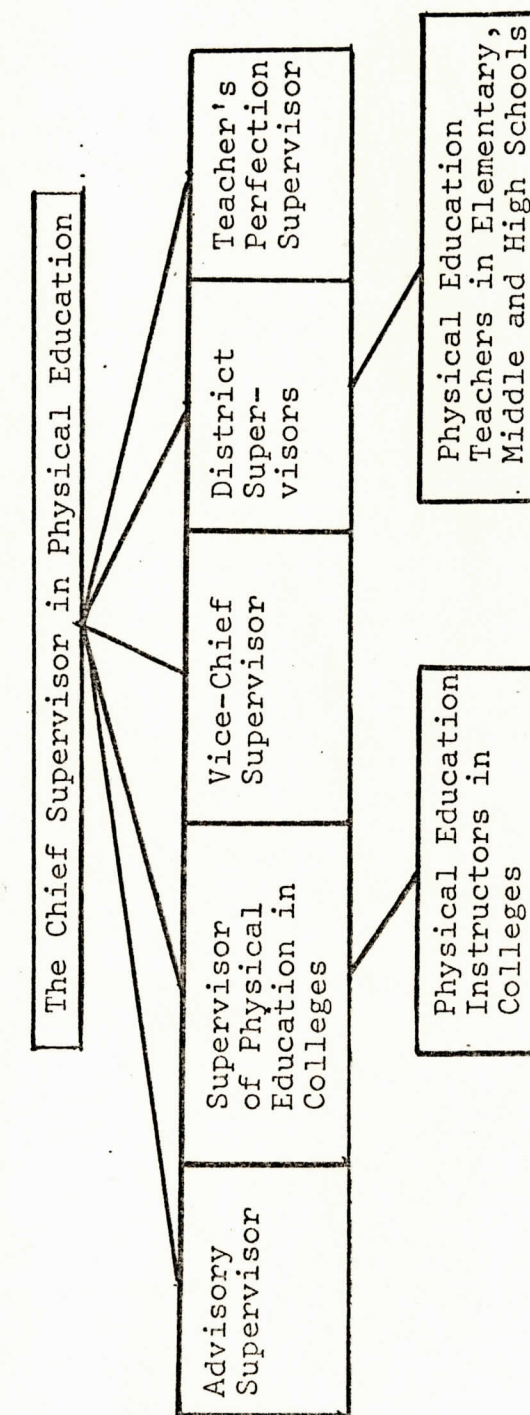 The Chief Supervisor in Physical Education
Advisory
Supervisor
Supervisor
of Physical
Education in
Colleges
Vice-Chief
Supervisor
District
Super-
visors
Teacher's
Perfection
Supervisor
Physical Education
Instructors in
Colleges
Physical Education
Teachers in Elementary,
Middle and High Schools